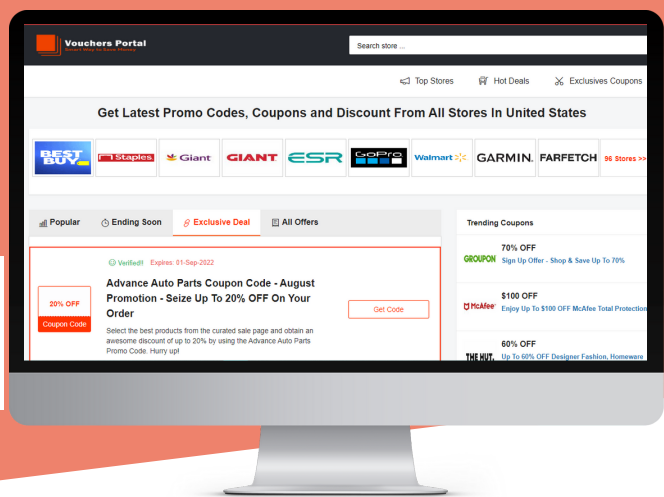 Vouchers Portal
Smart Way to Save Money
Search store ...
Top Stores
Hot Deals
Exclusives Coupons
Get Latest Promo Codes, Coupons and Discount From All Stores In United States
BEST BUY
Staples
Giant
GIANT
ESR
GoPro
Walmart
GARMIN.
FARFETCH
96 Stores >>
Popular
Ending Soon
Exclusive Deal
All Offers
Trending Coupons
Verified!! Expires: 01-Sep-2022
Advance Auto Parts Coupon Code - August
Promotion - Seize Up To 20% OFF On Your
Order
20% OFF
Coupon Code
Get Code
Select the best products from the curated sale page and obtain an
awesome discount of up to 20% by using the Advance Auto Parts
Promo Code. Hurry up!
70% OFF
GROUPON
Sign Up Offer - Shop & Save Up To 70%
$100 OFF
McAfee
Enjoy Up To $100 OFF McAfee Total Protection
60% OFF
THE HUT.
Up To 60% OFF Designer Fashion, Homeware